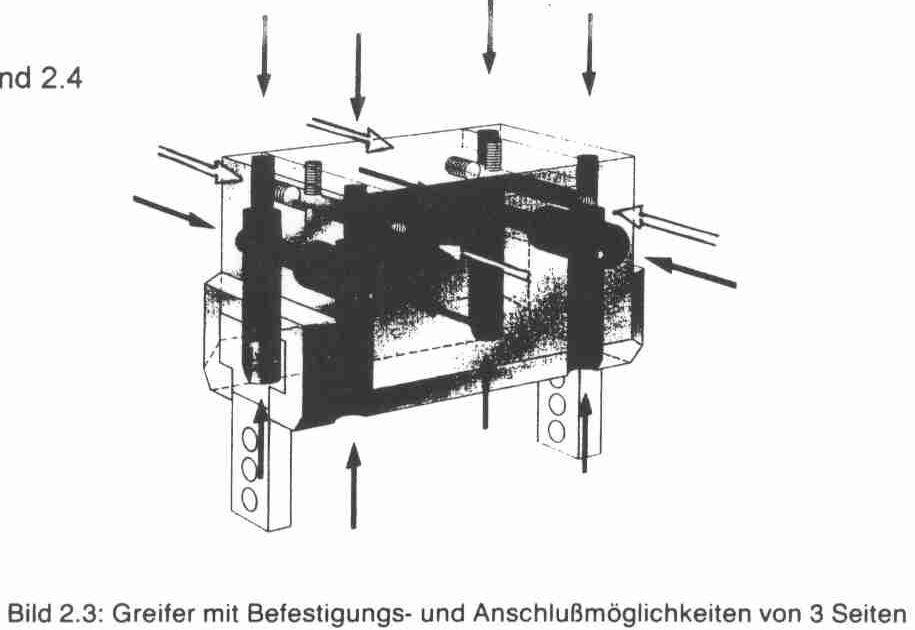 nd 2.4
Bild 2.3: Greifer mit Befestigungs- und Anschlußmöglichkeiten von 3 Seiten